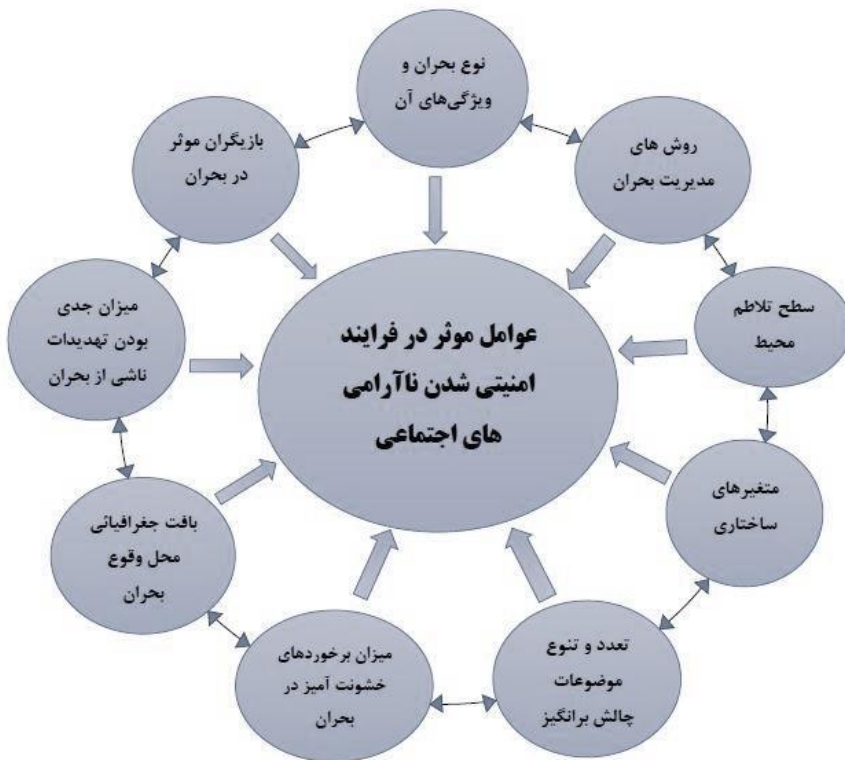 نوع بحران و
ویژگی‌های آن
روش های
مدیریت بحران
سطح تلاطم
محیط
متغیرهای
ساختاری
تعدد و تنوع
موضوعات
چالش برانگیز
میزان برخوردهای
خشونت آمیز در
بحران
بافت جغرافیائی
محل وقوع
بحران
میزان جدی
بودن تهدیدات
ناشی از بحران
بازیگران موثر
در بحران
عوامل موثر در فرایند
امنیتی شدن ناآرامی
های اجتماعی